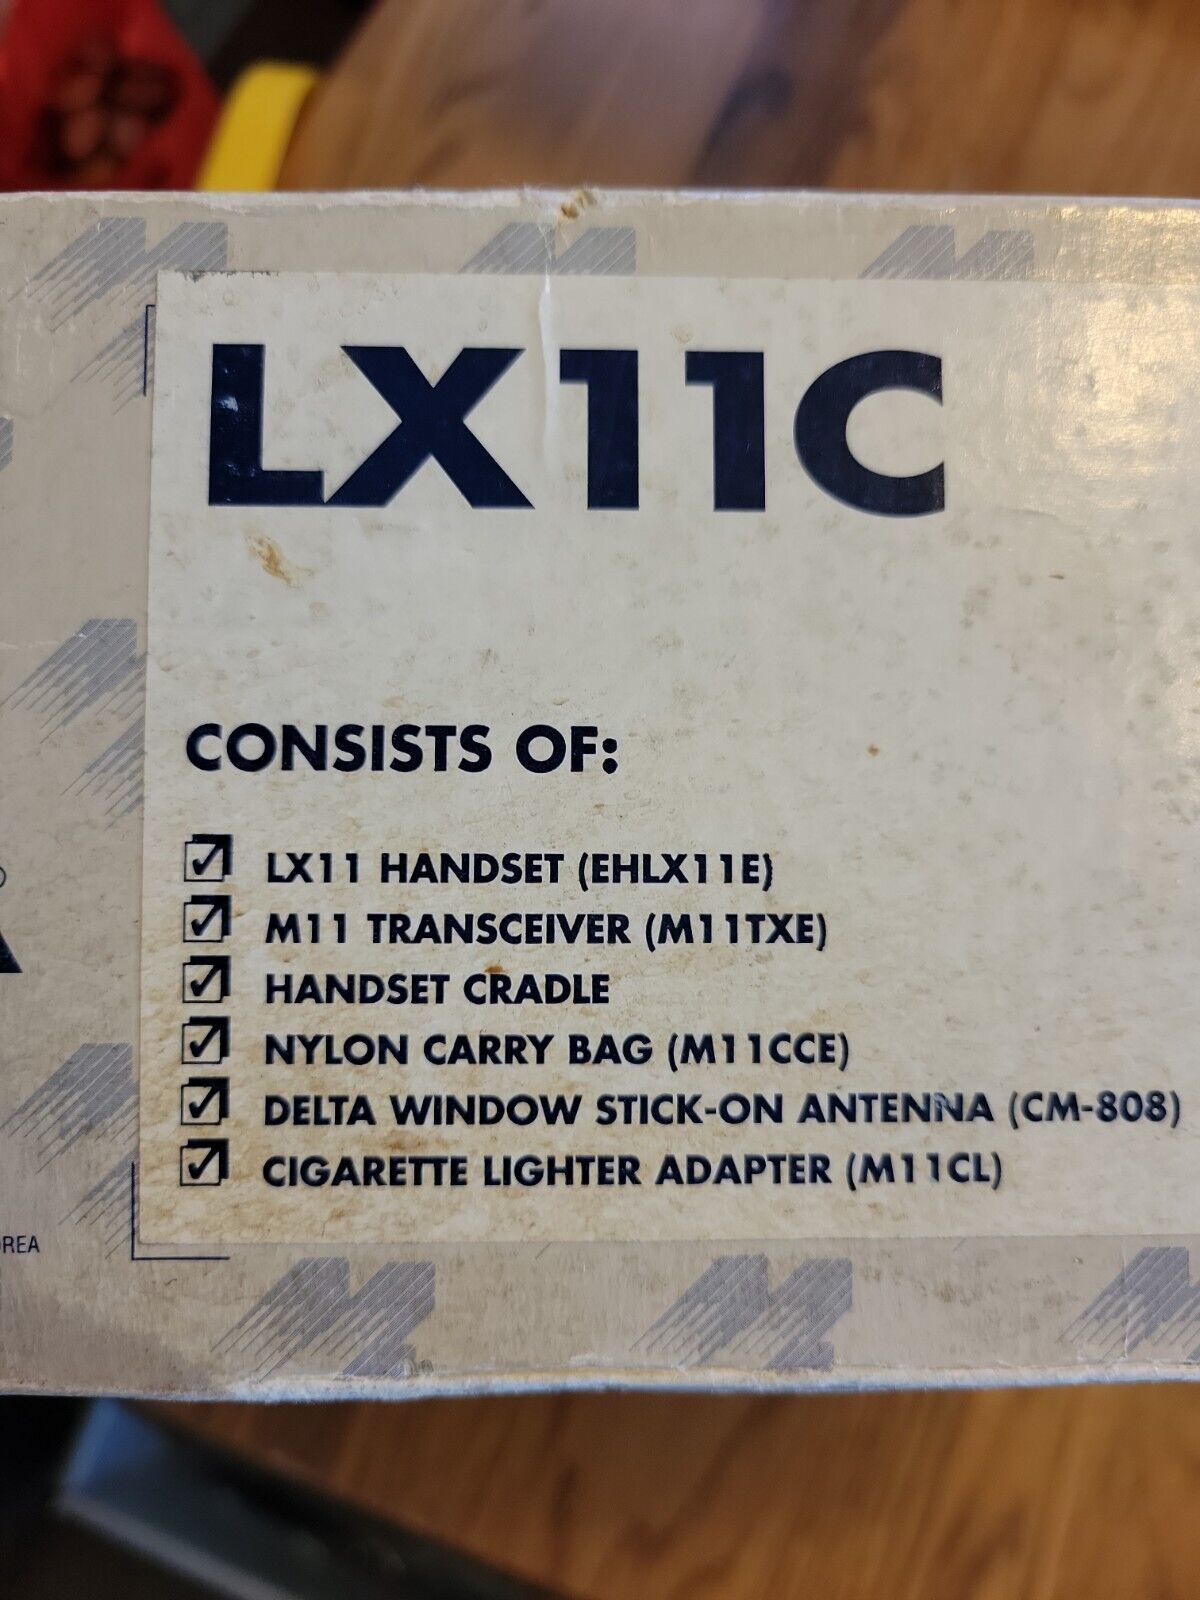 LX11C
CONSISTS OF:
LX11 HANDSET (EHLX11E)
M11 TRANSCEIVER (M11TXE)
HANDSET CRADLE
NYLON CARRY BAG (M11CCE)
DELTA WINDOW STICK-ON ANTENNA (CM-808)
CIGARETTE LIGHTER ADAPTER (M11CL)